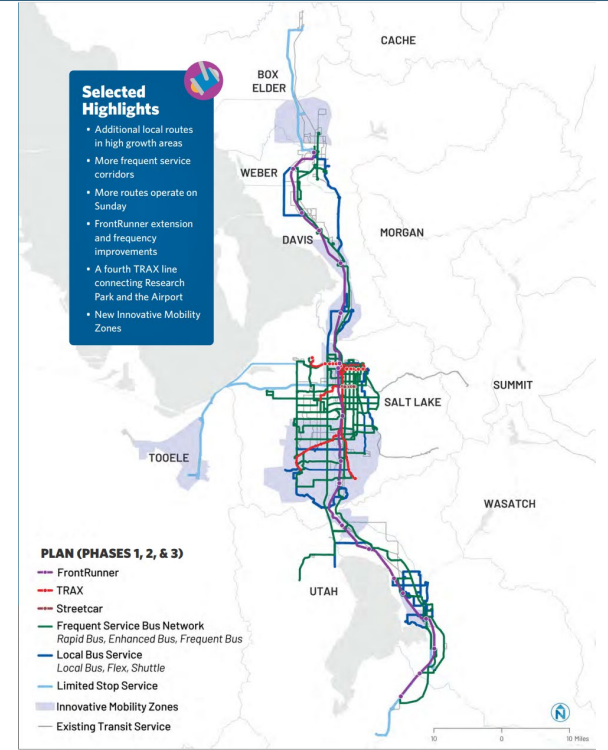 CACHE
BOX
ELDER
Selected
Highlights
• Additional local routes
in high growth areas
• More frequent service
corridors
• More routes operate on
Sunday
• FrontRunner extension
and frequency
improvements
• A fourth TRAX line
connecting Research
Park and the Airport
• New Innovative Mobility
Zones
WEBER
DAVIS
MORGAN
SUMMIT
SALT LAKE
TOOELE
WASATCH
UTAH
PLAN (PHASES 1, 2, & 3)
FrontRunner
TRAX
Streetcar
Frequent Service Bus Network
Rapid Bus, Enhanced Bus, Frequent Bus
Local Bus Service
Local Bus, Flex, Shuttle
Limited Stop Service
Innovative Mobility Zones
Existing Transit Service
N
10 0 10 Miles